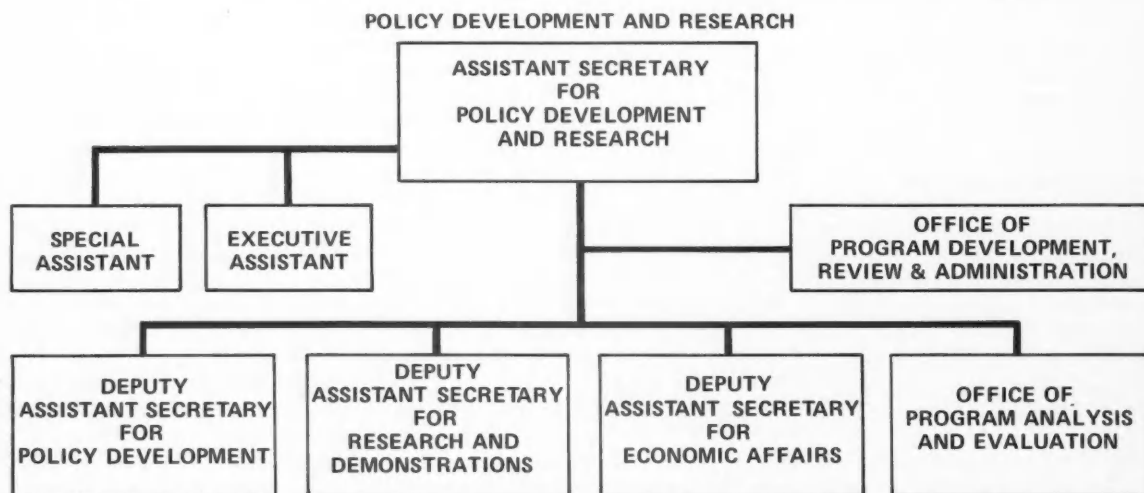 POLICY DEVELOPMENT AND RESEARCH
ASSISTANT SECRETARY
FOR
POLICY DEVELOPMENT
AND RESEARCH
SPECIAL
ASSISTANT
EXECUTIVE
ASSISTANT
OFFICE OF
PROGRAM DEVELOPMENT,
REVIEW & ADMINISTRATION
DEPUTY
ASSISTANT SECRETARY
FOR
POLICY DEVELOPMENT
DEPUTY
ASSISTANT SECRETARY
FOR
RESEARCH AND
DEMONSTRATIONS
DEPUTY
ASSISTANT SECRETARY
FOR
ECONOMIC AFFAIRS
OFFICE OF
PROGRAM ANALYSIS
AND EVALUATION